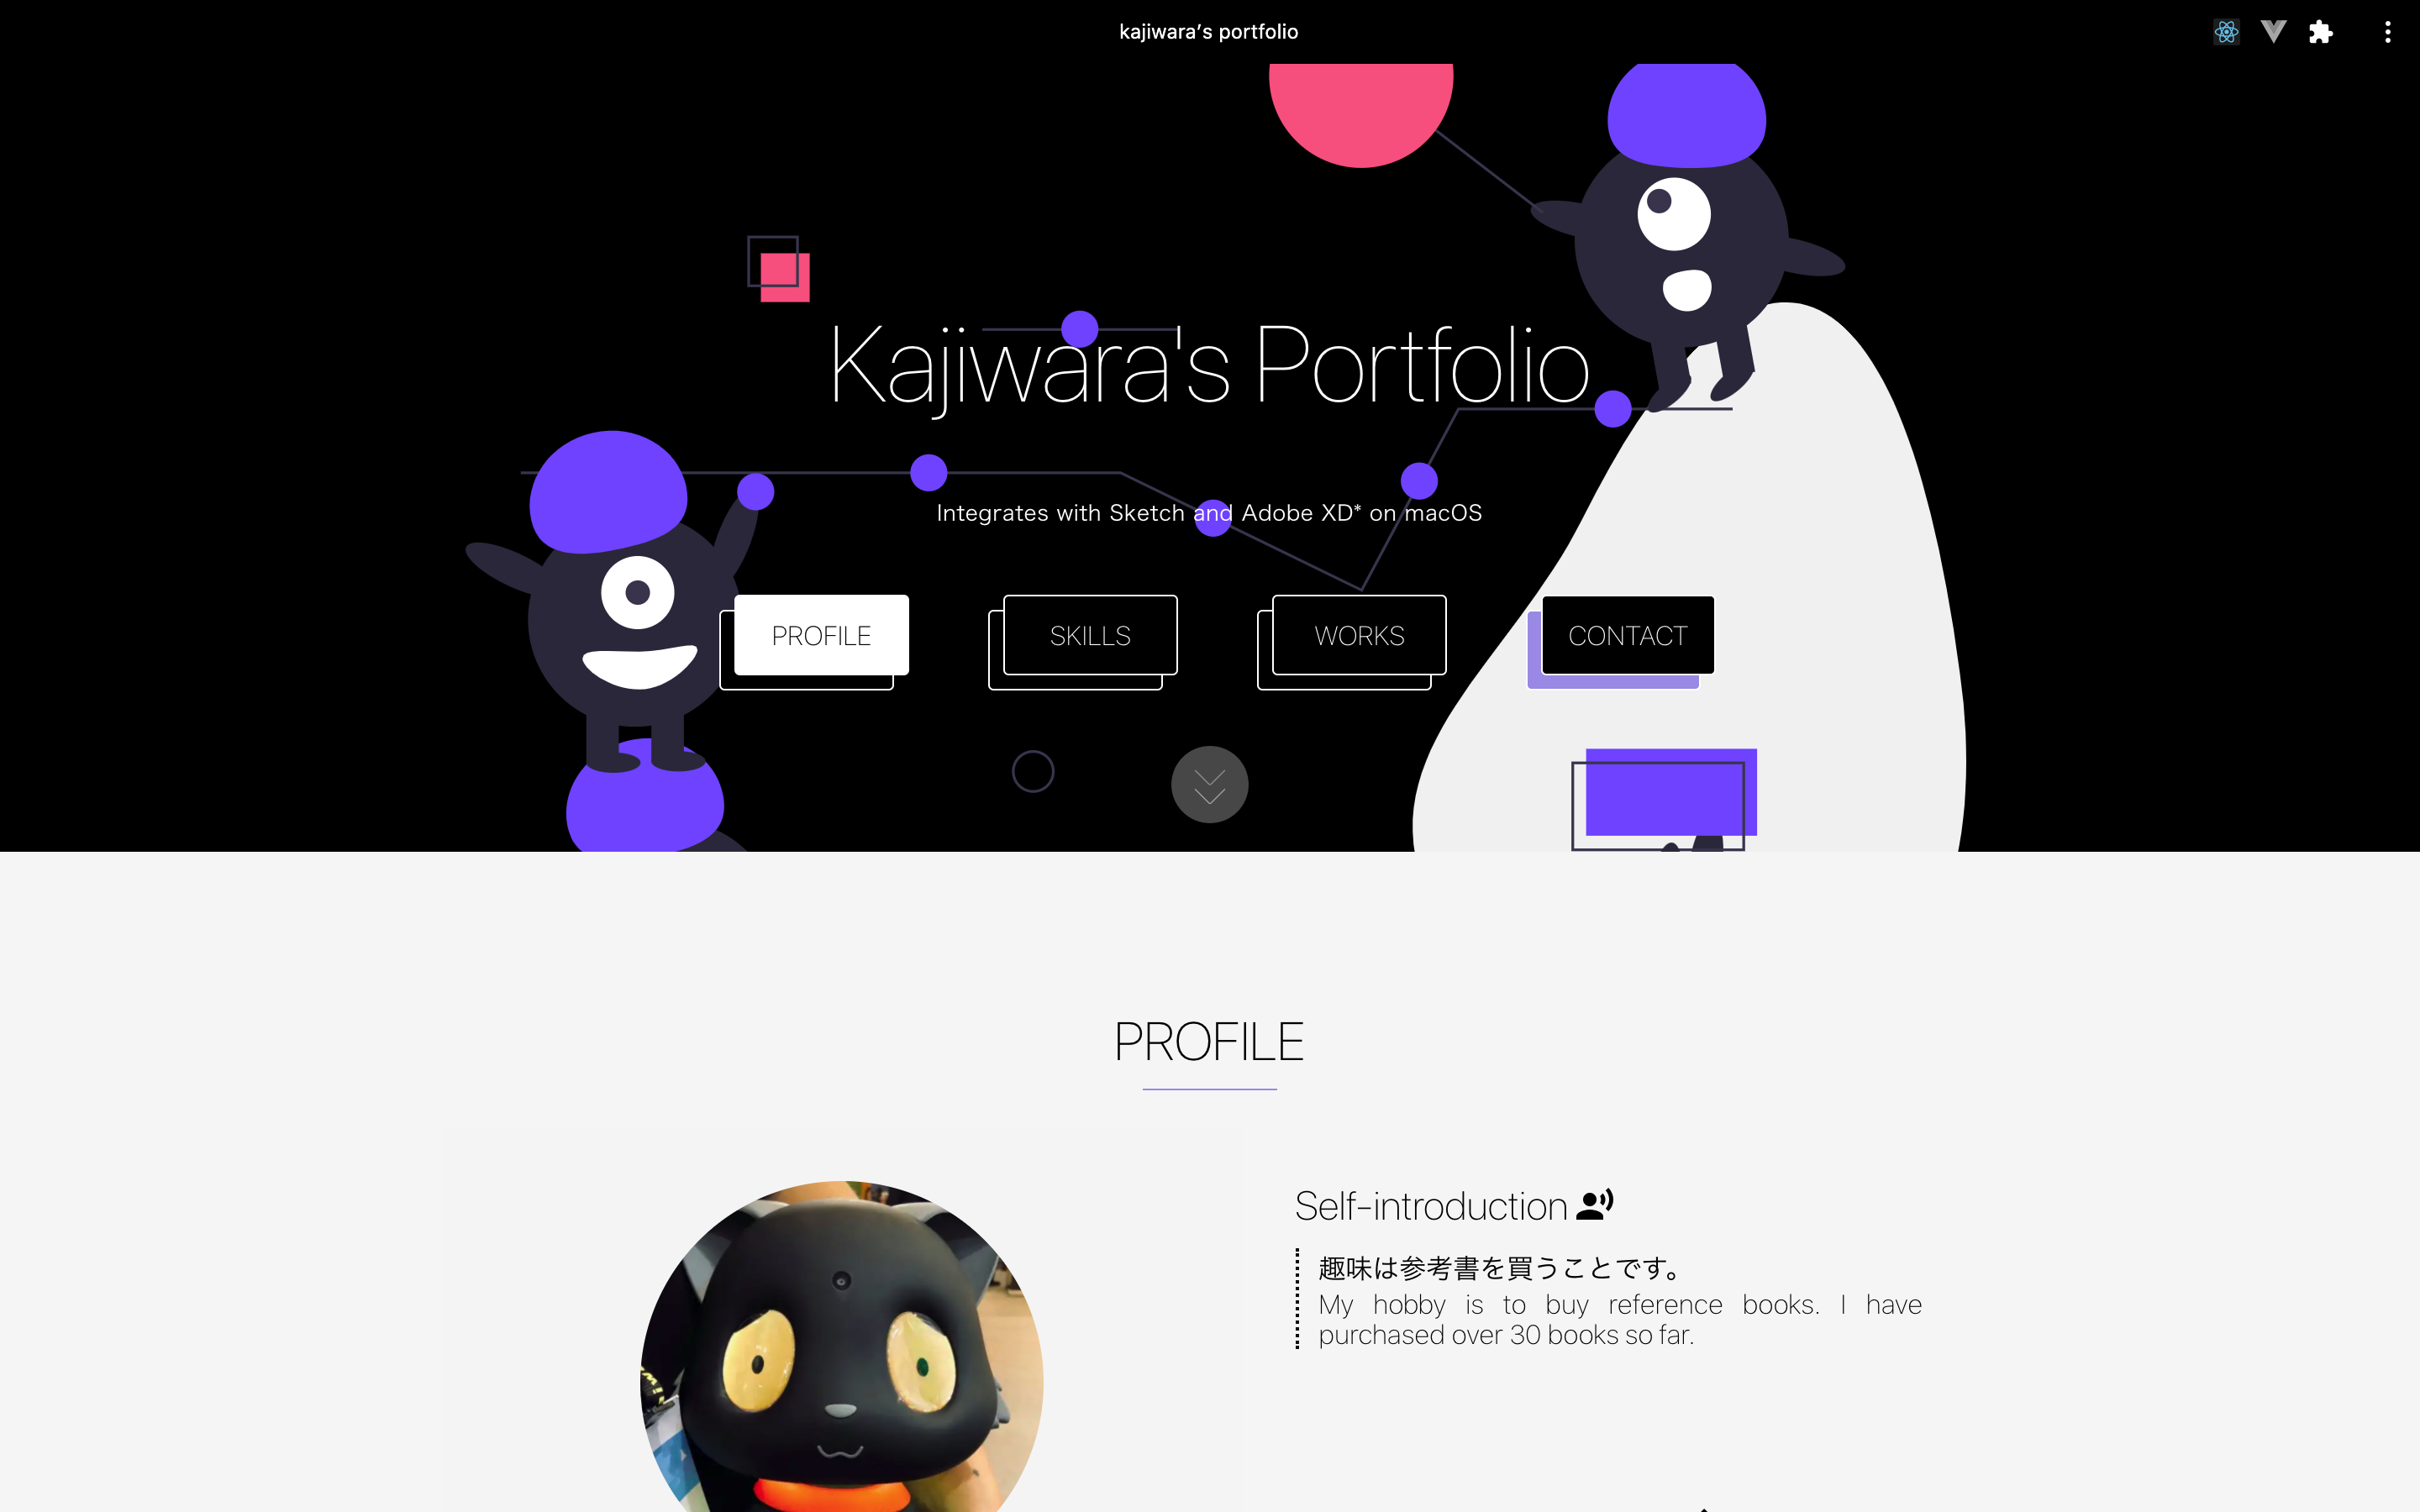 kajiwara's portfolio
Kajiwara's Portfolio
Integrates with Sketch and Adobe XD* on macOS
PROFILE
SKILLS
WORKS
CONTACT
PROFILE
Self-introduction
趣味は参考書を買うことです。
My hobby is to buy reference books. I have
purchased over 30 books so far.